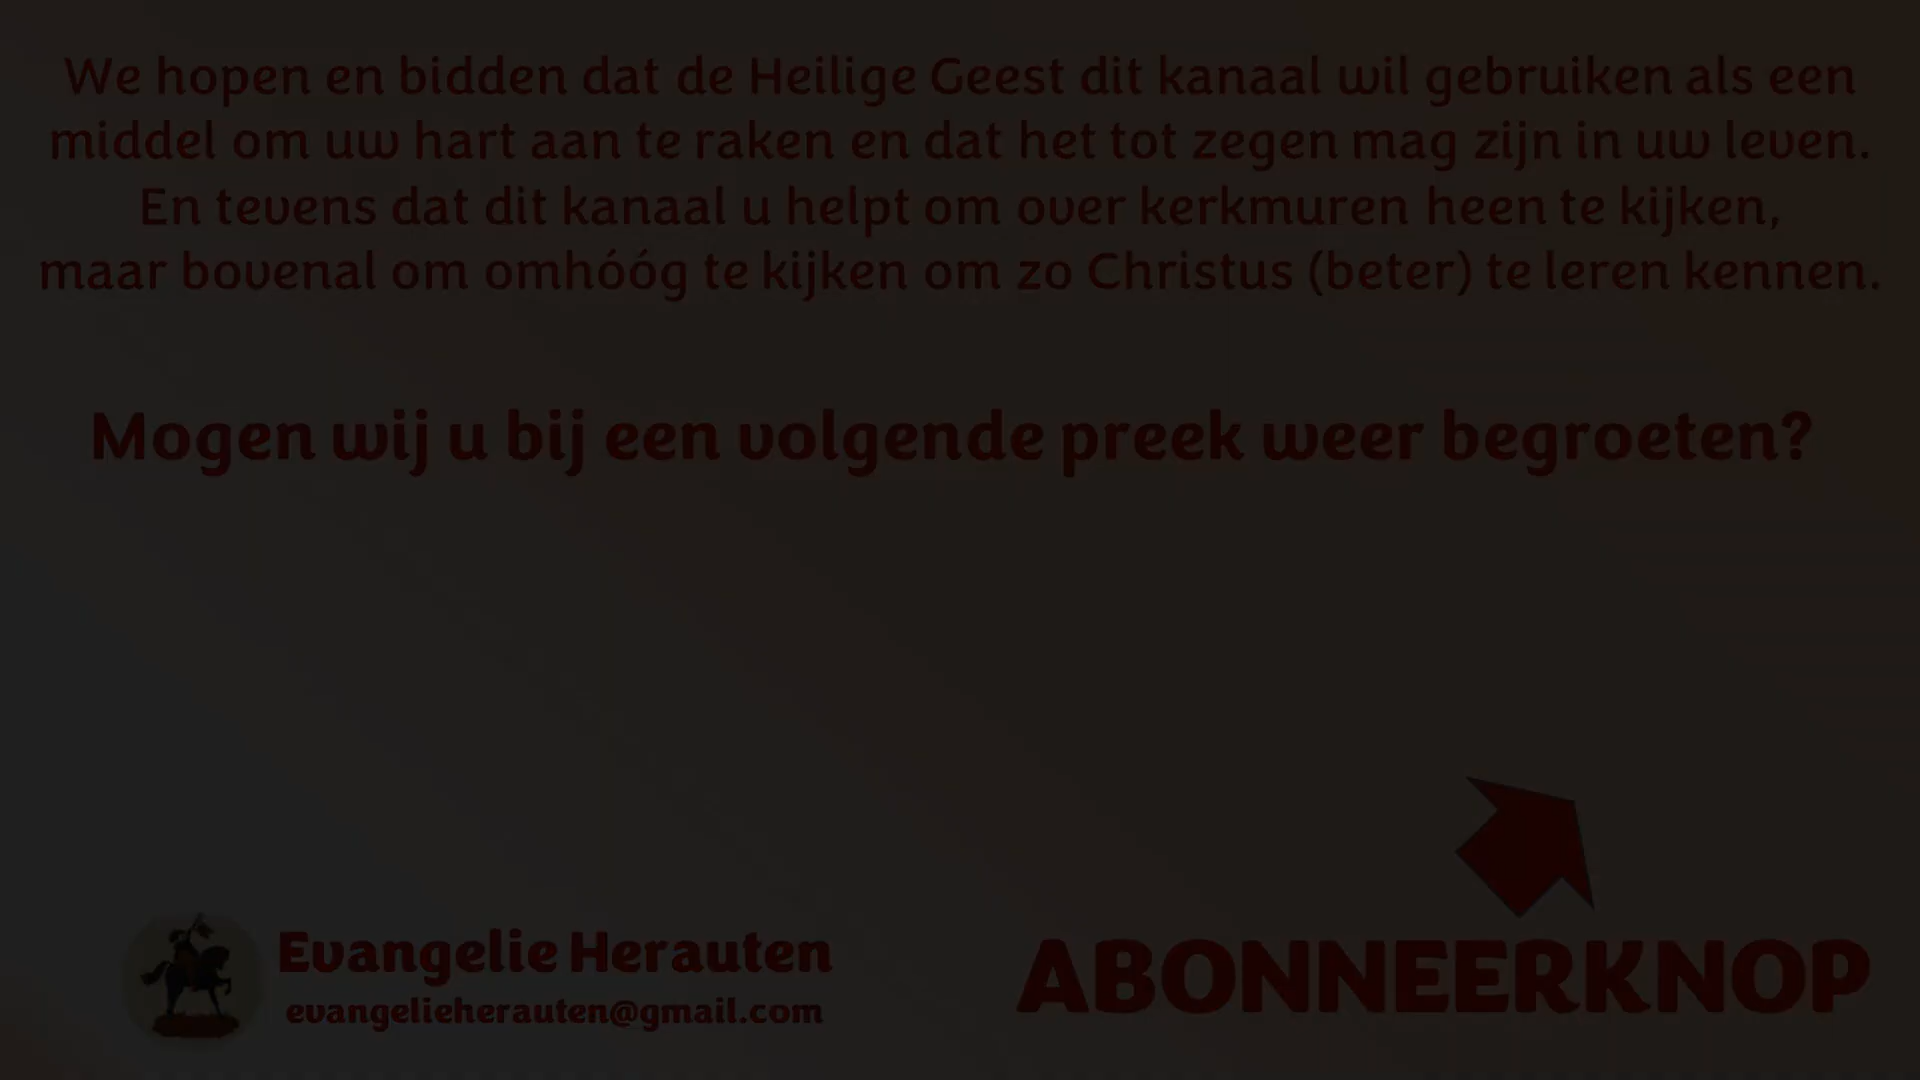 We hopen en bidden dat de Heilige Geest dit kanaal wil gebruiken als een
middel om uw hart aan te raken en dat het tot zegen mag zijn in uw leven.
En tevens dat dit kanaal u helpt om over kerkmuren heen te kijken,
maar bovenal om omhóóg te kijken om zo Christus (beter) te leren kennen.
Mogen wij u bij een volgende preek weer begroeten?
Evangelie Herauten
evangelieherauten@gmail.com
ABONNEERKNOP